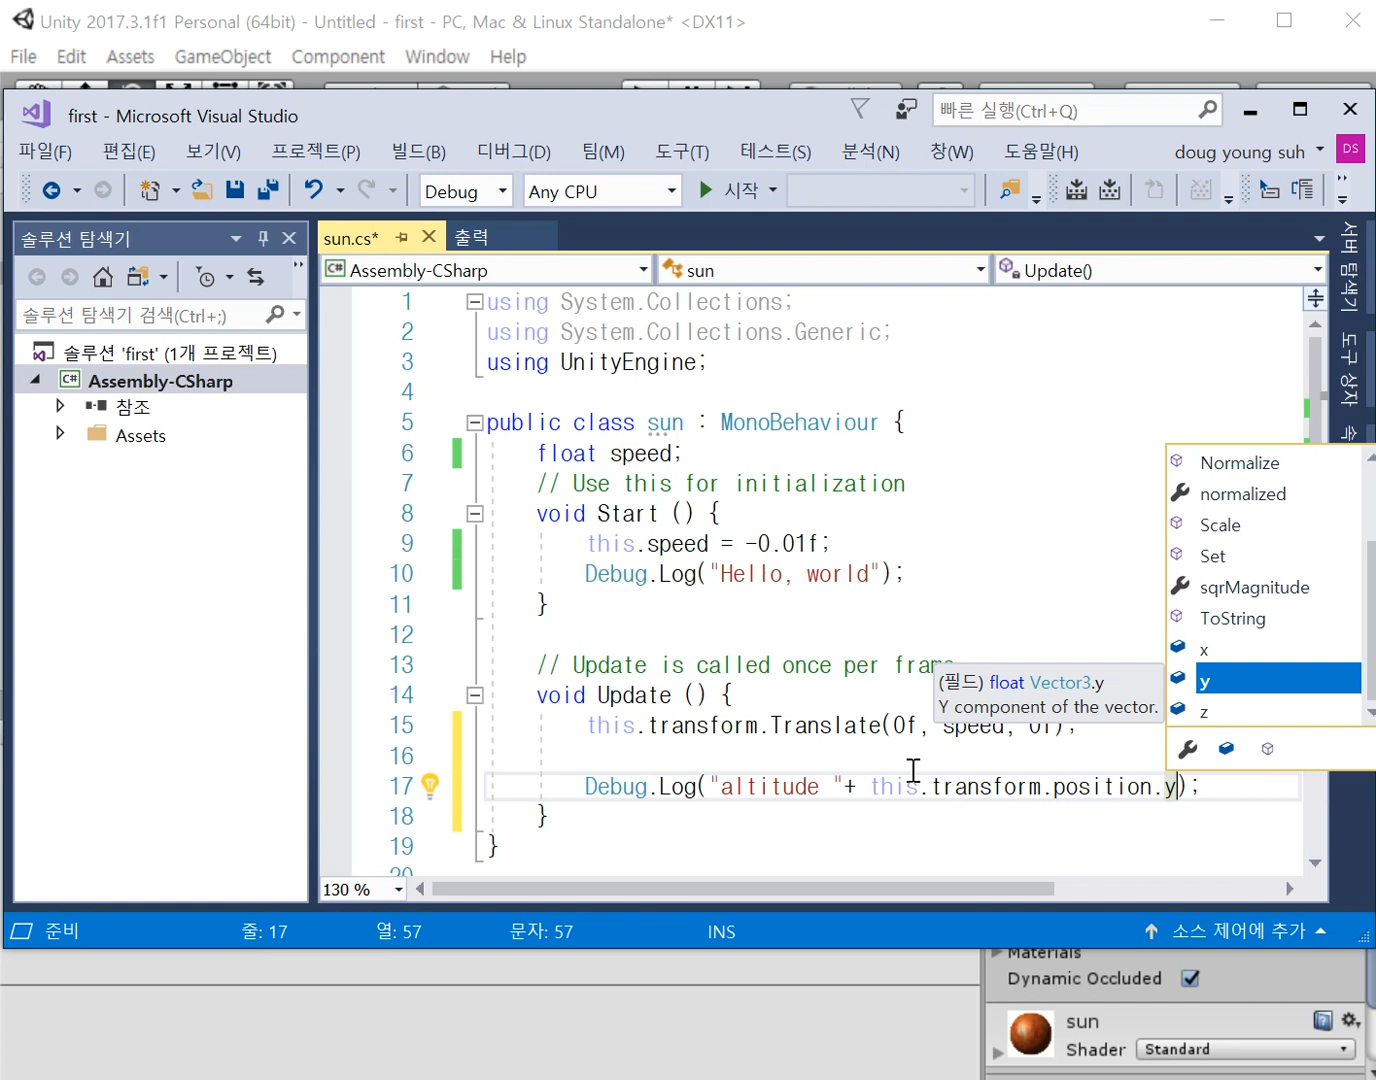 Unity 2017.3.1f1 Personal (64bit) - Untitled - first - PC, Mac & Linux Standalone* <DX11>
File Edit Assets GameObject Component Window Help
first - Microsoft Visual Studio
빠른 실행(Ctrl+Q)
파일(F) 편집(E) 보기(V) 프로젝트(P) 빌드(B) 디버그(D) 팀(M) 도구(T) 테스트(S) 분석(N) 창(W) 도움말(H) doug young suh DS
Debug Any CPU 시작
솔루션 탐색기
솔루션 탐색기 검색(Ctrl+;)
솔루션 'first' (1개 프로젝트)
C# Assembly-CSharp
참조
Assets
sun.cs* 출력
C# Assembly-CSharp sun Update()
1 using System.Collections;
2 using System.Collections.Generic;
3 using UnityEngine;
4
5 public class sun : MonoBehaviour {
6 float speed;
7 // Use this for initialization
8 void Start () {
9 this.speed = -0.01f;
10 Debug.Log("Hello, world");
11 }
12
13 // Update is called once per frame
14 void Update () {
15 this.transform.Translate(0f, speed, 0f);
16
17 Debug.Log("altitude "+ this.transform.position.y);
18 }
19 }
20
Normalize
normalized
Scale
Set
sqrMagnitude
ToString
x
y
z
(필드) float Vector3.y
Y component of the vector.
서버 탐색기
도구 상자
속
130 %
준비 줄: 17 열: 57 문자: 57 INS 소스 제어에 추가
Materials
Dynamic Occluded
sun
Shader Standard